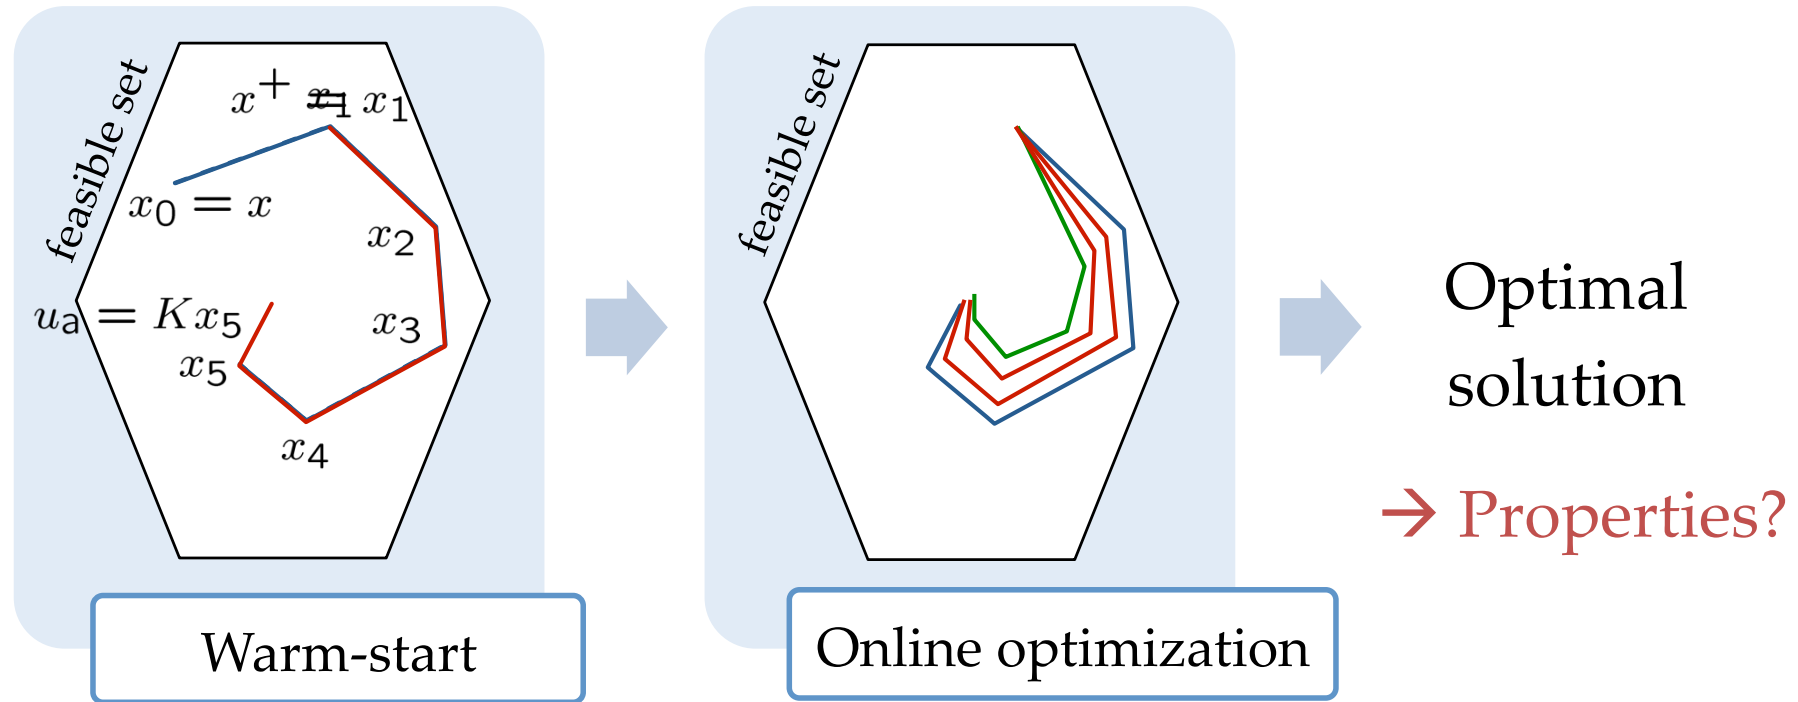 feasible set
x⁺ = x₁ x₁
x₀ = x
x₂
uₐ = Kx₅
x₃
x₅
x₄
Warm-start
feasible set
Online optimization
Optimal
solution
→ Properties?